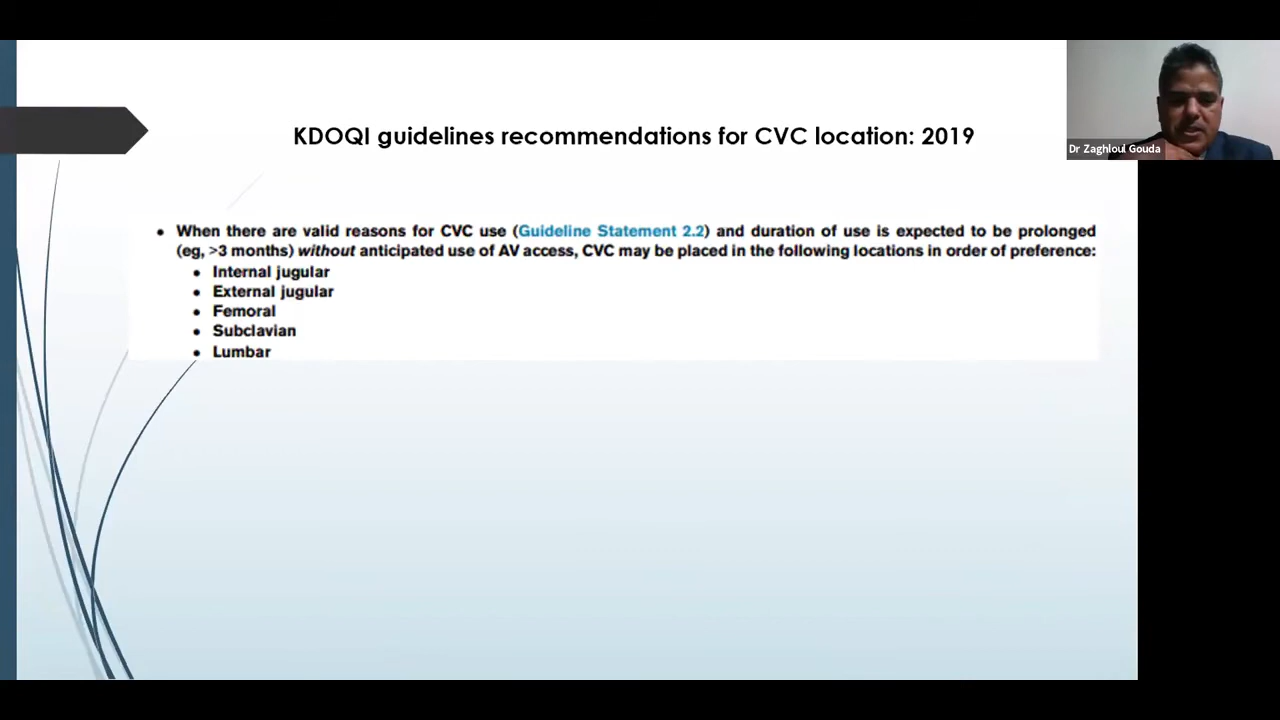 KDOQI guidelines recommendations for CVC location: 2019
Dr Zaghloul Gouda
• When there are valid reasons for CVC use (Guideline Statement 2.2) and duration of use is expected to be prolonged
(eg, >3 months) without anticipated use of AV access, CVC may be placed in the following locations in order of preference:
• Internal jugular
• External jugular
• Femoral
• Subclavian
• Lumbar